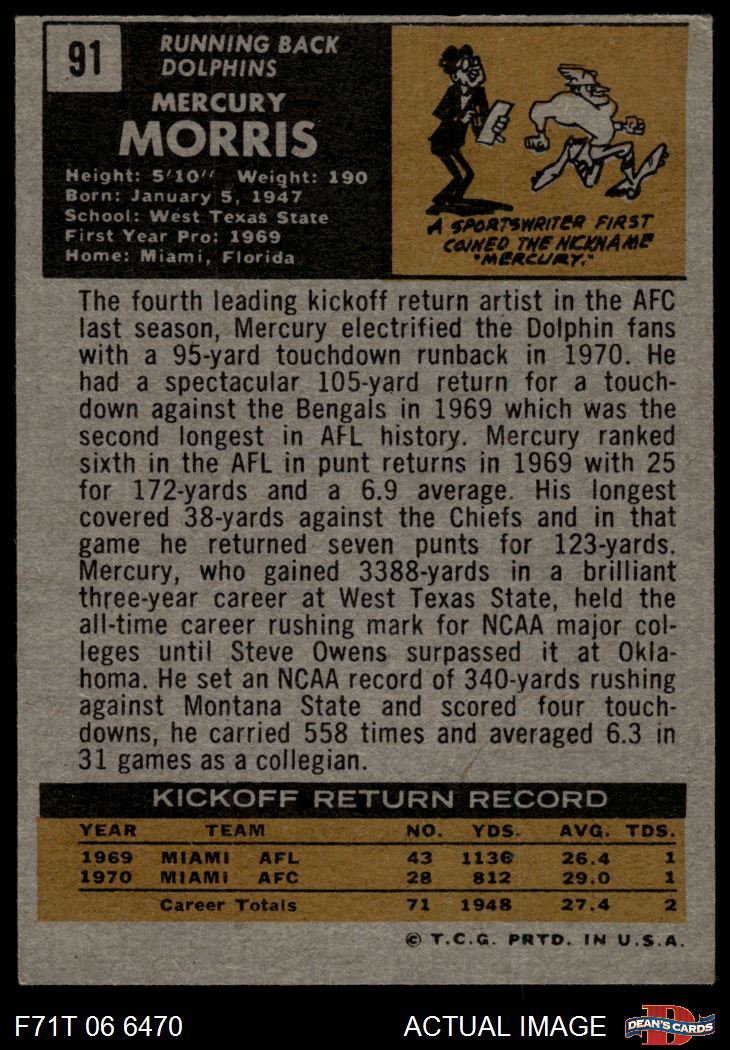 91
RUNNING BACK
DOLPHINS
MERCURY
MORRIS
Height: 5'10" Weight: 190
Born: January 5, 1947
School: West Texas State
First Year Pro: 1969
Home: Miami, Florida
A SPORTSWRITER FIRST
COINED THE NICKNAME
"MERCURY."
The fourth leading kickoff return artist in the AFC
last season, Mercury electrified the Dolphin fans
with a 95-yard touchdown runback in 1970. He
had a spectacular 105-yard return for a touch-
down against the Bengals in 1969 which was the
second longest in AFL history. Mercury ranked
sixth in the AFL in punt returns in 1969 with 25
for 172-yards and a 6.9 average. His longest
covered 38-yards against the Chiefs and in that
game he returned seven punts for 123-yards.
Mercury, who gained 3388-yards in a brilliant
three-year career at West Texas State, held the
all-time career rushing mark for NCAA major col-
leges until Steve Owens surpassed it at Okla-
homa. He set an NCAA record of 340-yards rushing
against Montana State and scored four touch-
downs, he carried 558 times and averaged 6.3 in
31 games as a collegian.
KICKOFF RETURN RECORD
YEAR TEAM NO. YDS. AVG. TDS.
1969 MIAMI AFL 43 1136 26.4 1
1970 MIAMI AFC 28 812 29.0 1
Career Totals 71 1948 27.4 2
© T.C.G. PRTD. IN U.S.A.
F71T 06 6470 ACTUAL IMAGE
D
DEAN'S CARDS